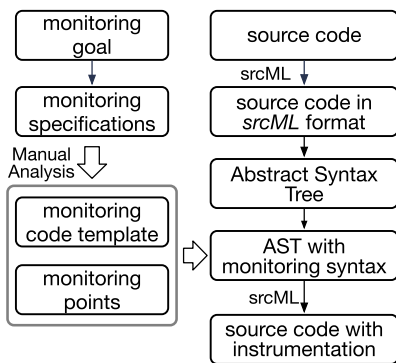 monitoring
goal
monitoring
specifications
Manual
Analysis
monitoring
code template
monitoring
points
source code
srcML
source code in
srcML format
Abstract Syntax
Tree
AST with
monitoring syntax
srcML
source code with
instrumentation